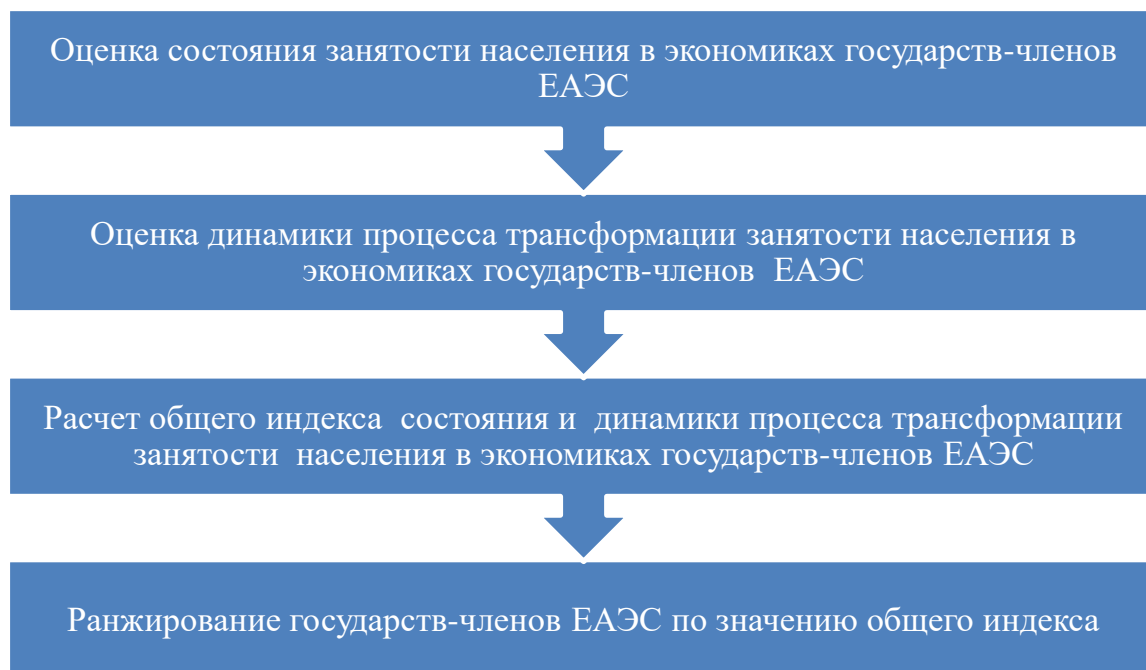 Оценка состояния занятости населения в экономиках государств-членов
ЕАЭС
Оценка динамики процесса трансформации занятости населения в
экономиках государств-членов ЕАЭС
Расчет общего индекса состояния и динамики процесса трансформации
занятости населения в экономиках государств-членов ЕАЭС
Ранжирование государств-членов ЕАЭС по значению общего индекса